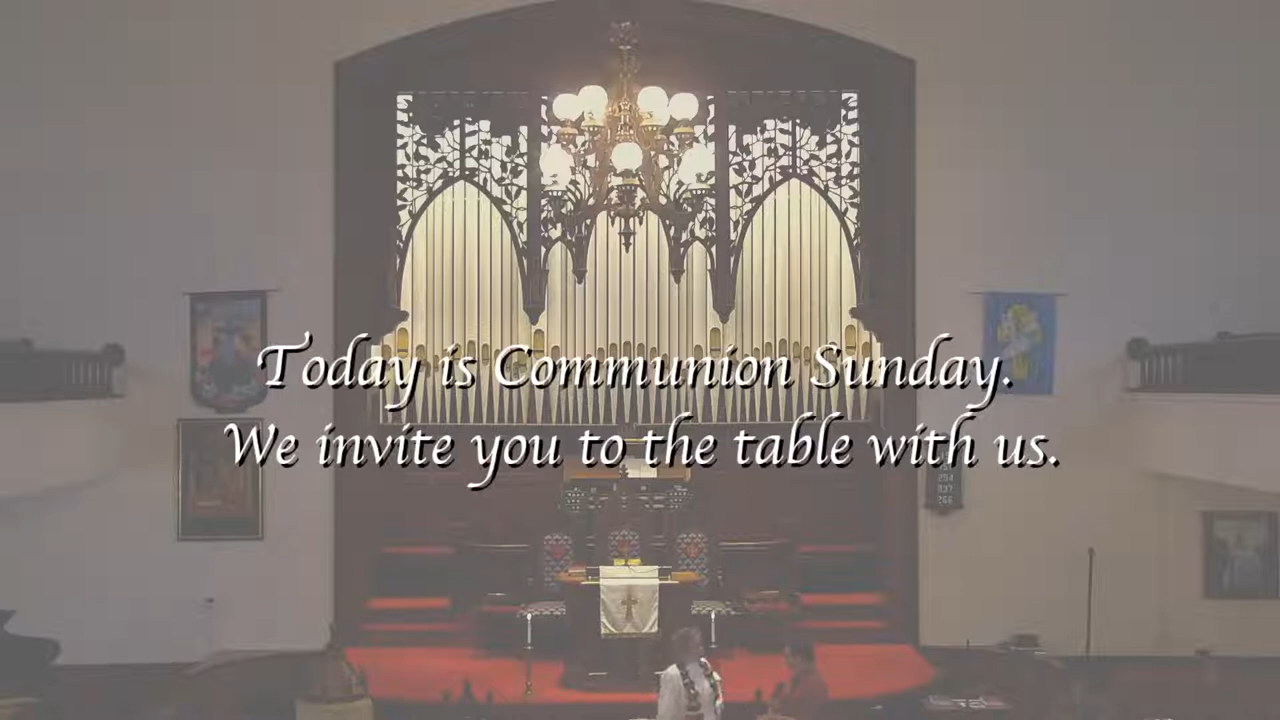 Today is Communion Sunday.
We invite you to the table with us.